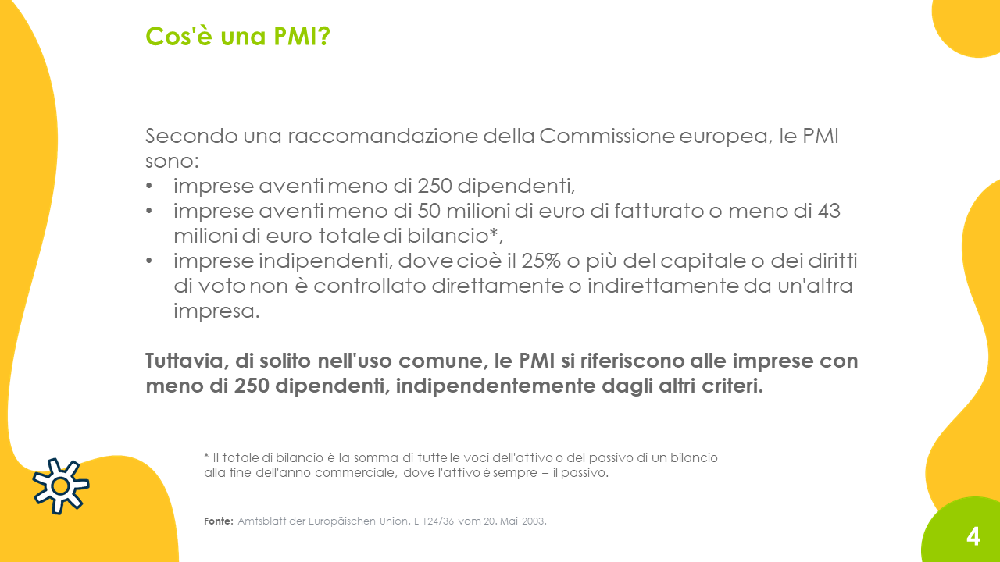 Cos'è una PMI?
Secondo una raccomandazione della Commissione europea, le PMI
sono:
• imprese aventi meno di 250 dipendenti,
• imprese aventi meno di 50 milioni di euro di fatturato o meno di 43
milioni di euro totale di bilancio*,
• imprese indipendenti, dove cioè il 25% o più del capitale o dei diritti
di voto non è controllato direttamente o indirettamente da un'altra
impresa.
Tuttavia, di solito nell'uso comune, le PMI si riferiscono alle imprese con
meno di 250 dipendenti, indipendentemente dagli altri criteri.
* Il totale di bilancio è la somma di tutte le voci dell'attivo o del passivo di un bilancio
alla fine dell'anno commerciale, dove l'attivo è sempre = il passivo.
Fonte: Amtsblatt der Europäischen Union. L 124/36 vom 20. Mai 2003.
4